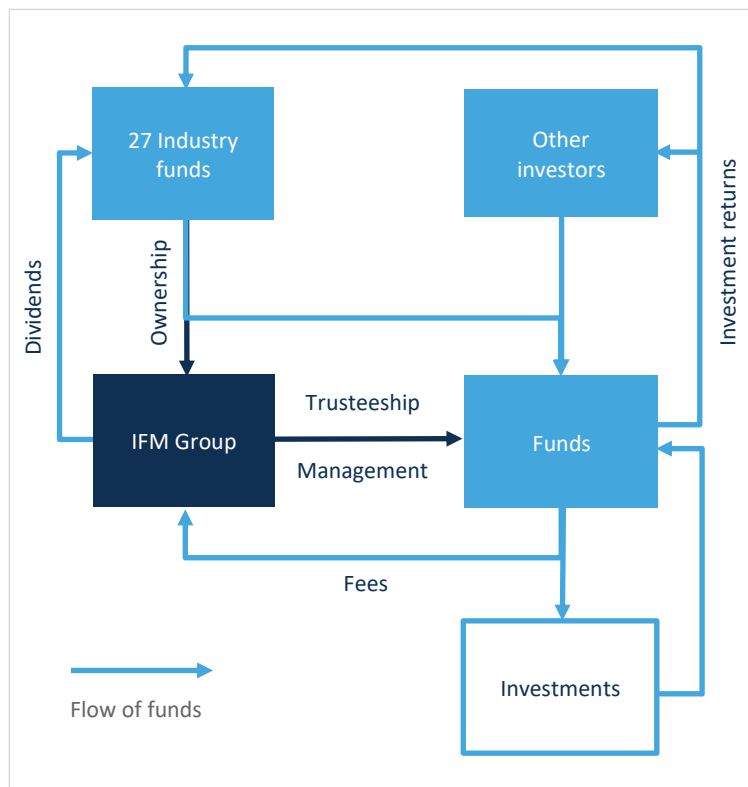 27 Industry
funds
Other
investors
Dividends
Ownership
Investment returns
IFM Group
Trusteeship
Management
Funds
Fees
Investments
Flow of funds